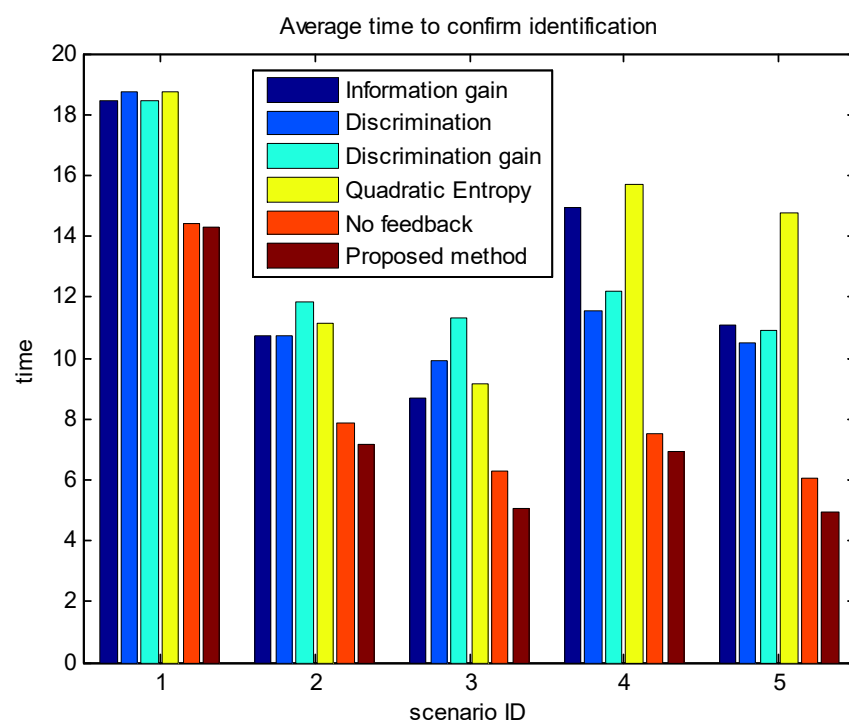 Average time to confirm identification
20
18
16
14
12
10
8
6
4
2
0
time
Information gain
Discrimination
Discrimination gain
Quadratic Entropy
No feedback
Proposed method
1 2 3 4 5
scenario ID